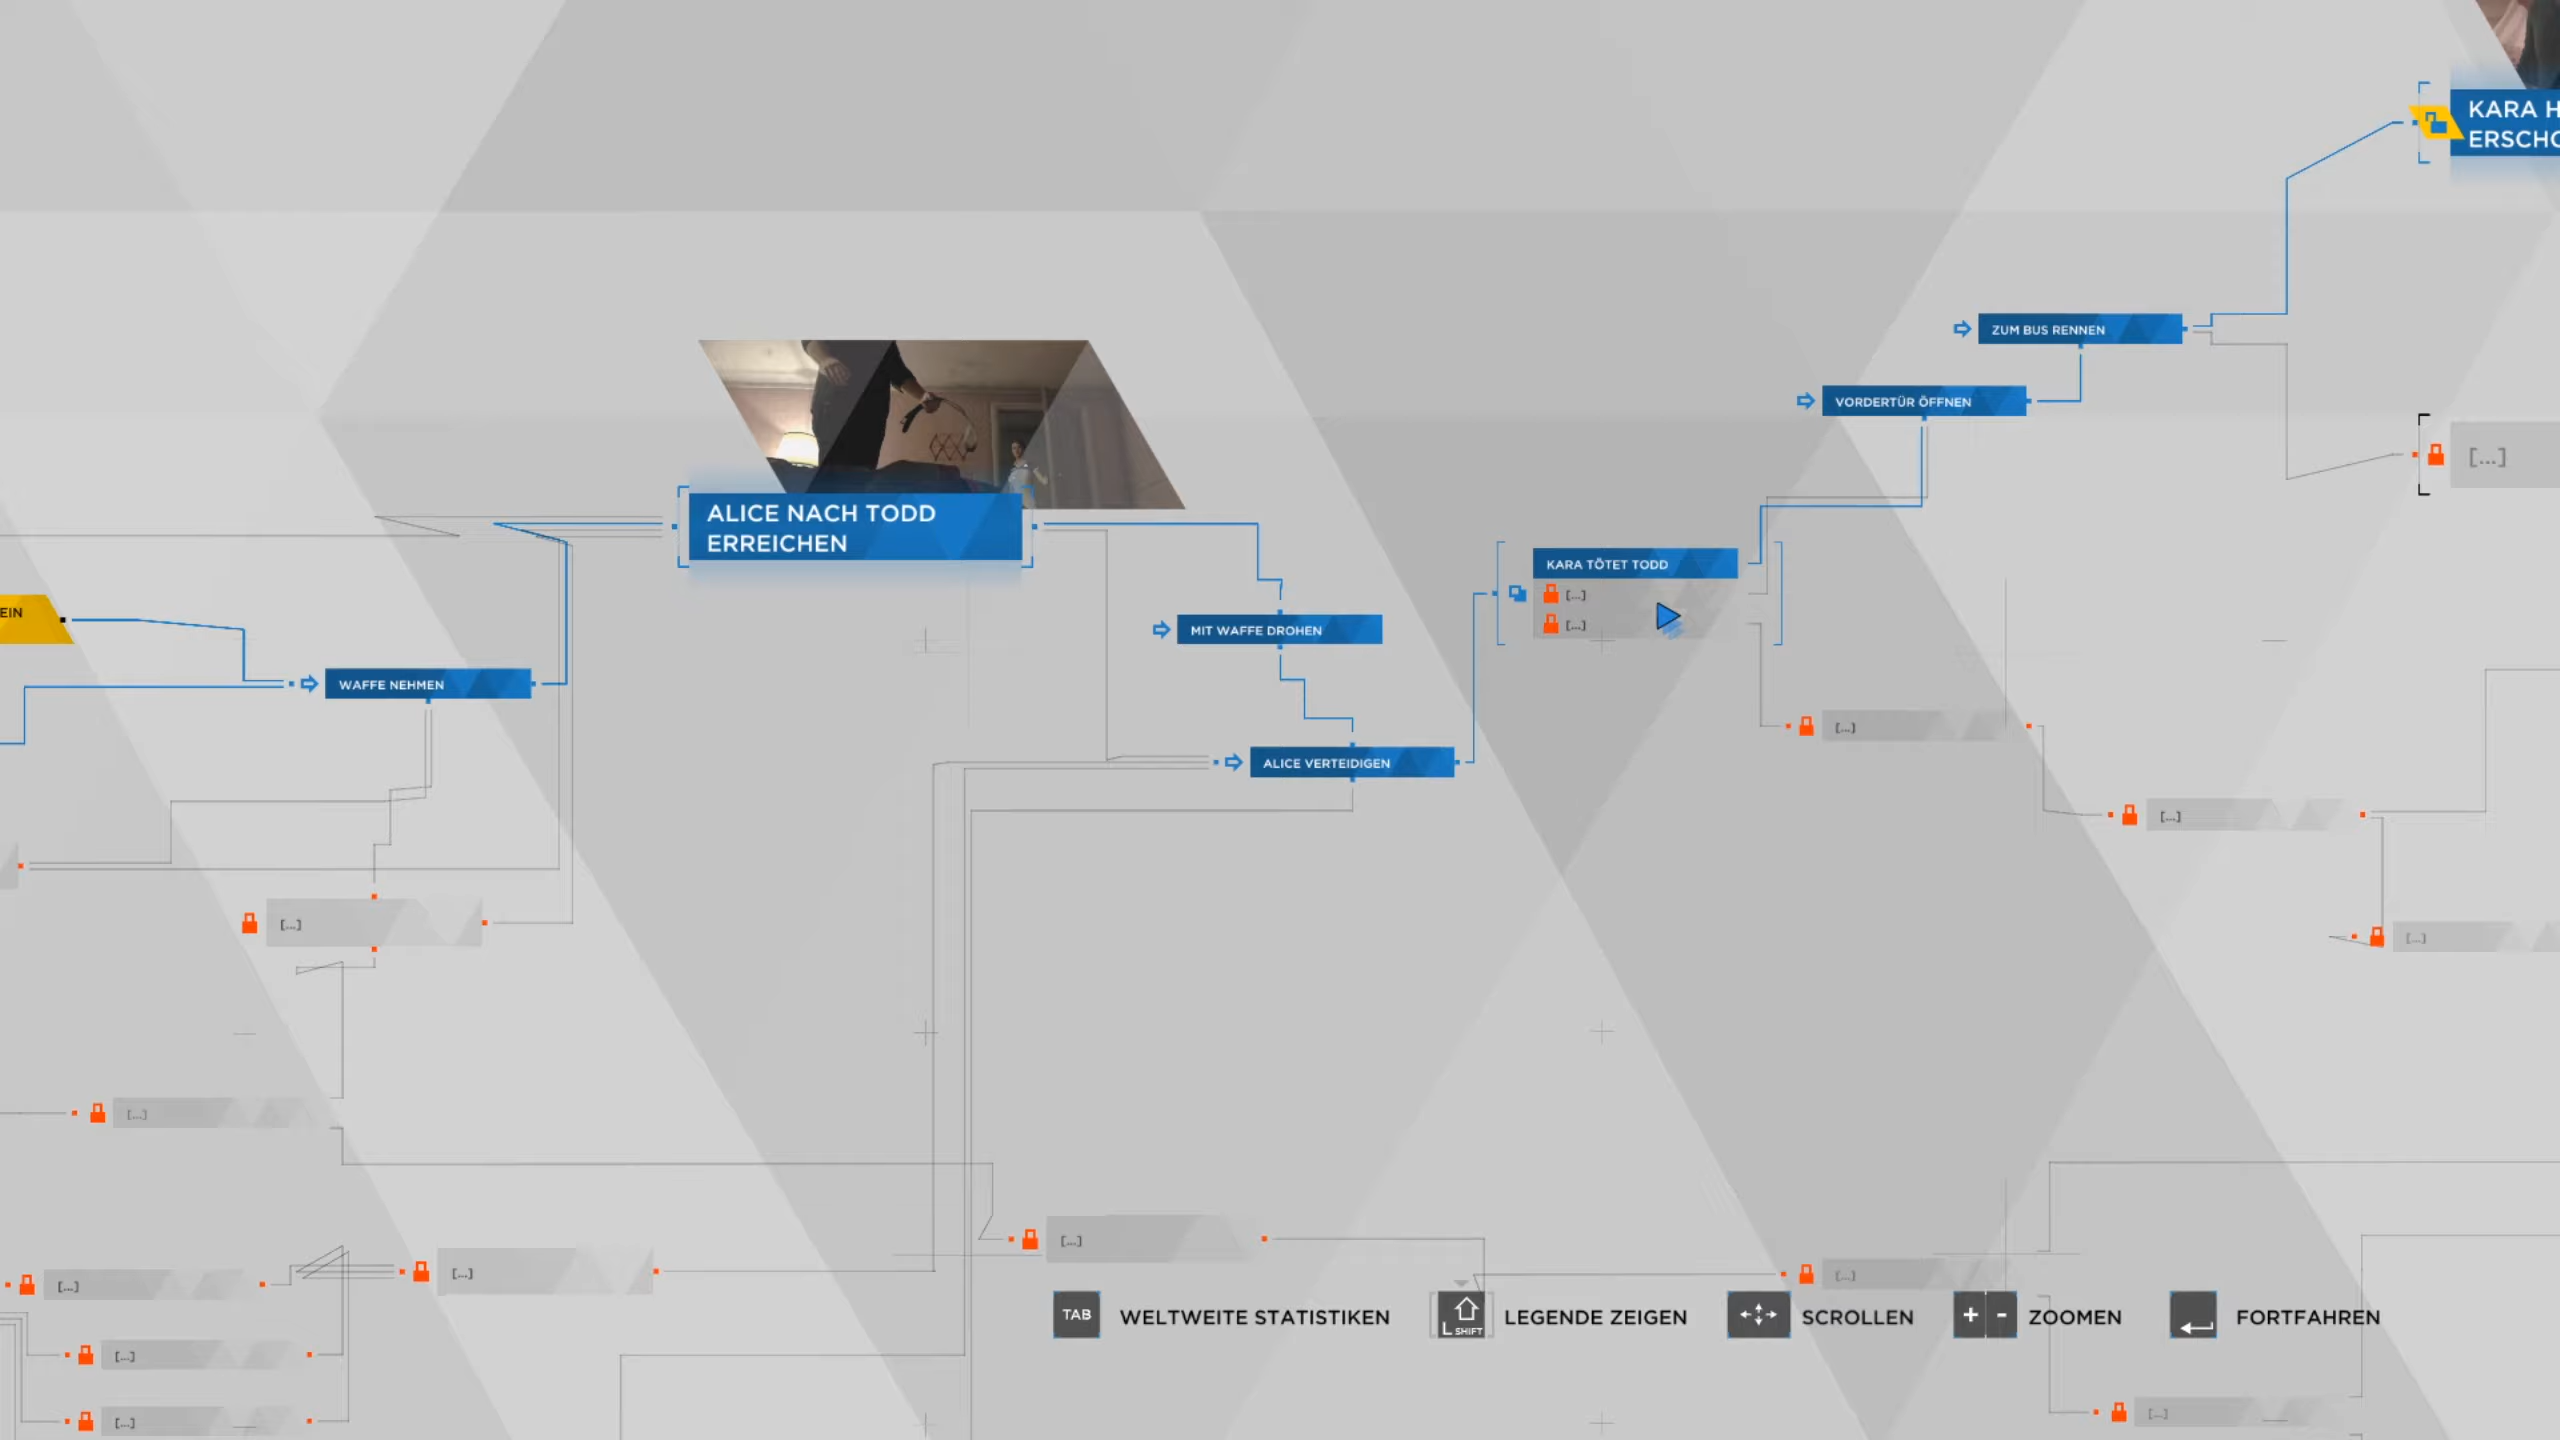 KARA H
ERSCHO
ZUM BUS RENNEN
VORDERTÜR ÖFFNEN
[...]
ALICE NACH TODD
ERREICHEN
KARA TÖTET TODD
[...]
[...]
EIN
MIT WAFFE DROHEN
WAFFE NEHMEN
[...]
ALICE VERTEIDIGEN
[...]
[...]
[...]
[...]
[...]
[...]
[...]
[...]
TAB WELTWEITE STATISTIKEN
L SHIFT LEGENDE ZEIGEN
SCROLLEN
+ - ZOOMEN
FORTFAHREN
[...]
[...]
[...]